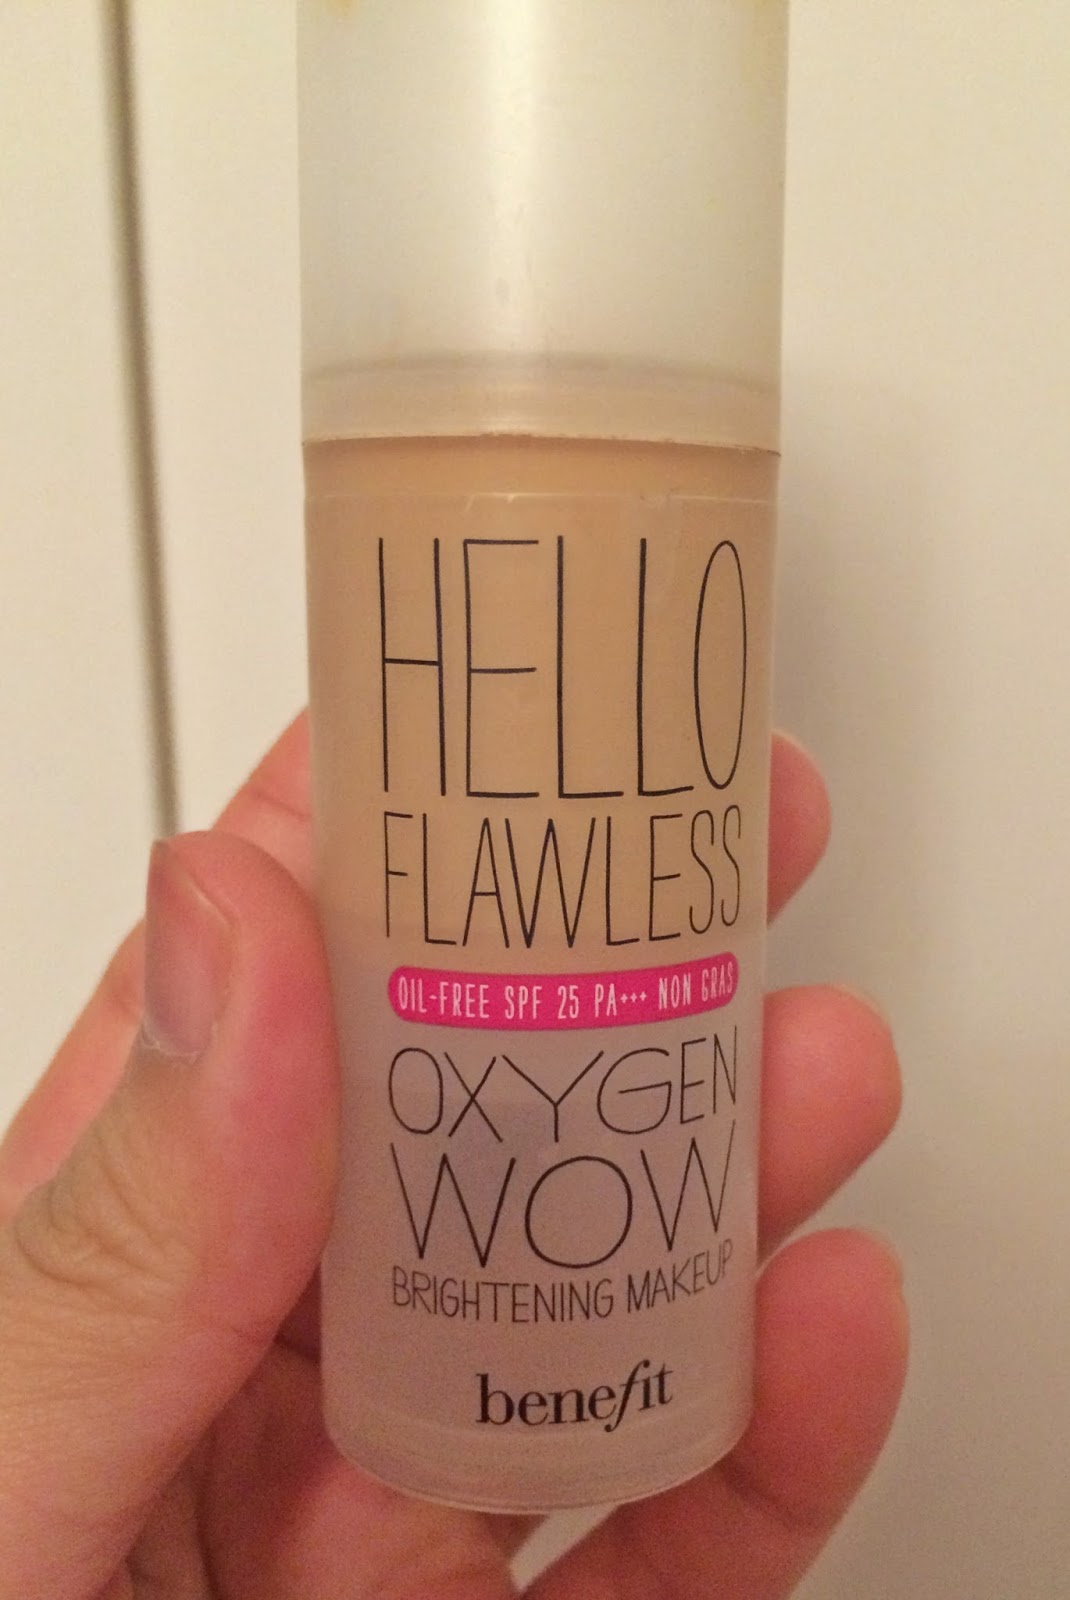 HELLO
FLAWLESS
OIL-FREE SPF 25 PA+++ NON GRAS
OXYGEN
WOW
BRIGHTENING MAKEUP
benefit